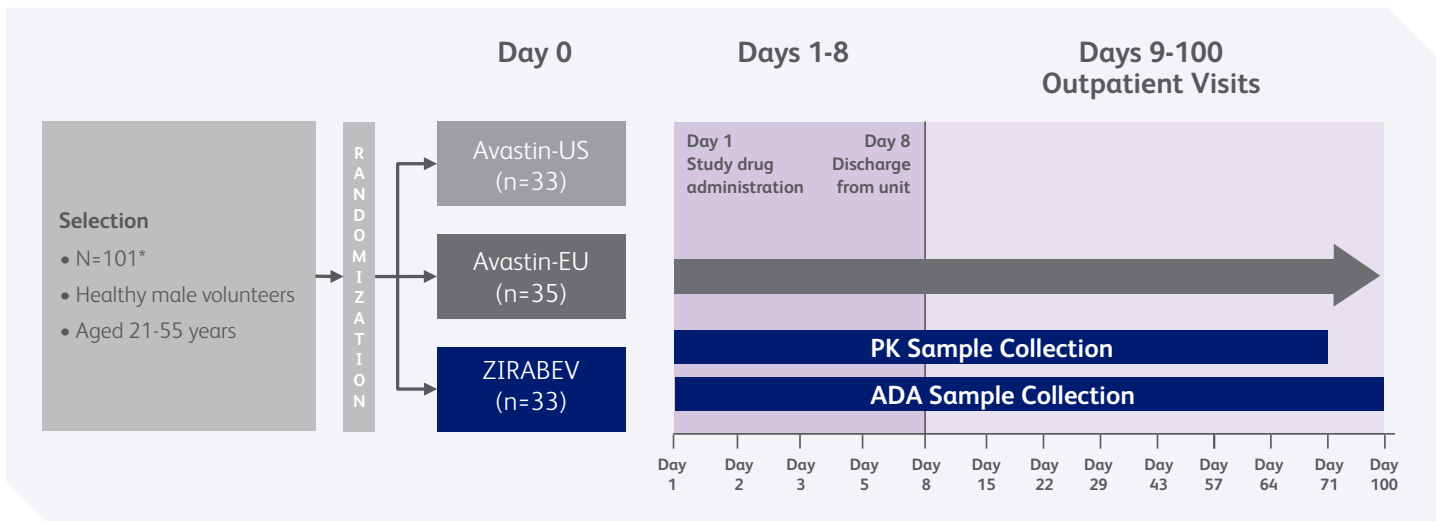 Day 0
Days 1-8
Days 9-100
Outpatient Visits
Selection
• N=101*
• Healthy male volunteers
• Aged 21-55 years
RANDOMIZATION
Avastin-US
(n=33)
Avastin-EU
(n=35)
ZIRABEV
(n=33)
Day 1
Study drug
administration
Day 8
Discharge
from unit
PK Sample Collection
ADA Sample Collection
Day 1
Day 2
Day 3
Day 5
Day 8
Day 15
Day 22
Day 29
Day 43
Day 57
Day 64
Day 71
Day 100